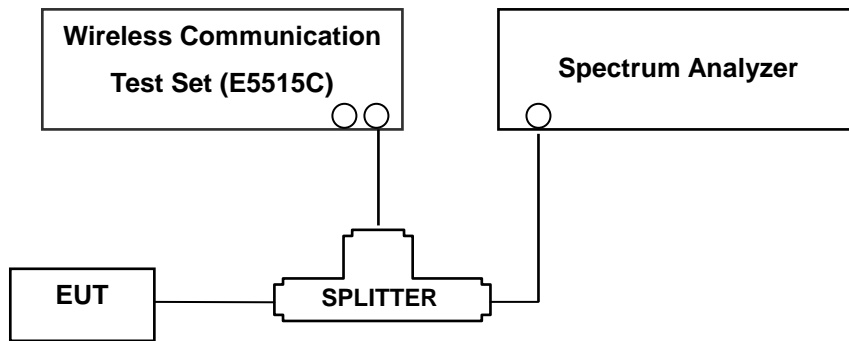 Wireless Communication
Test Set (E5515C)
Spectrum Analyzer
EUT
SPLITTER